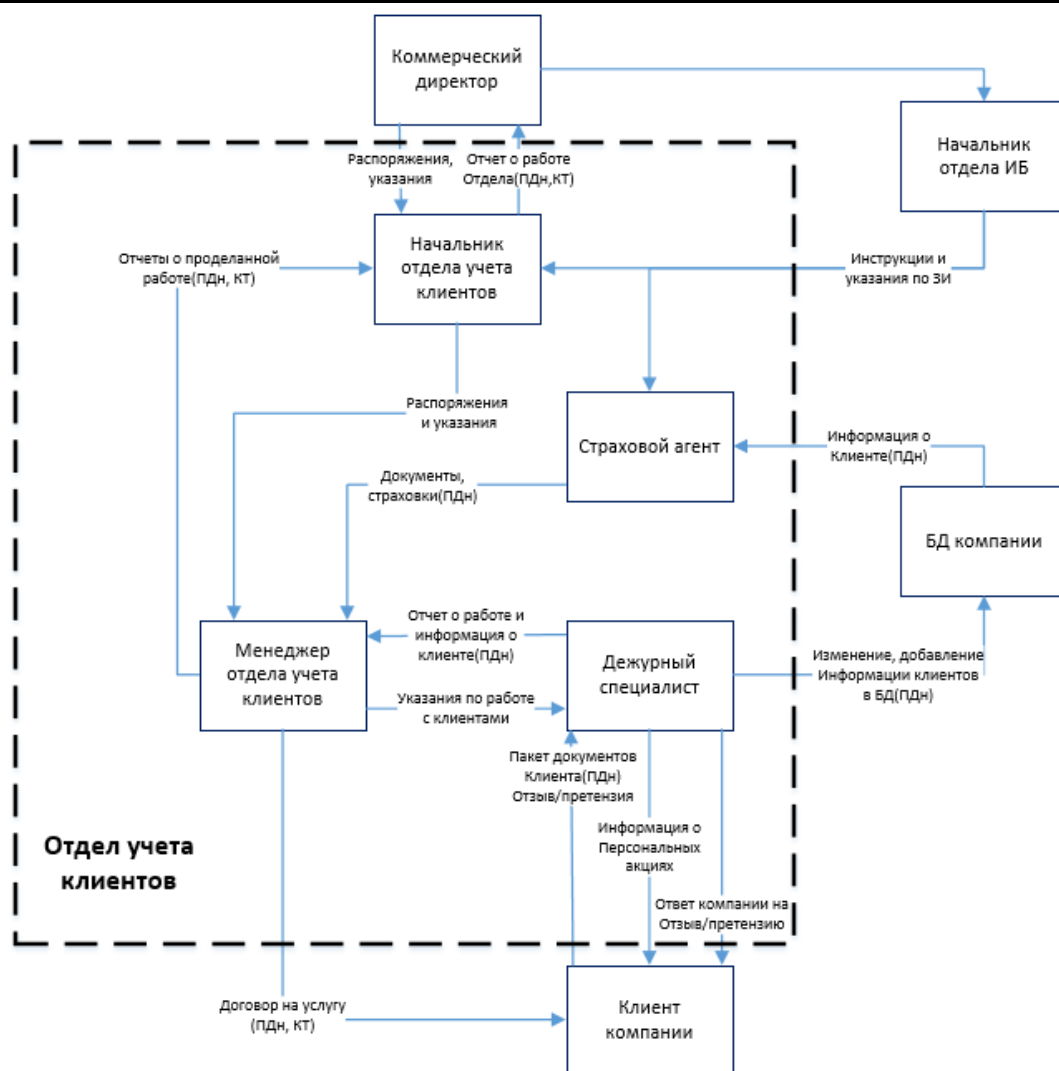 Коммерческий
директор
Начальник
отдела ИБ
Распоряжения,
указания
Отчет о работе
Отдела(ПДн,КТ)
Начальник
отдела учета
клиентов
Отчеты о проделанной
работе(ПДн, КТ)
Инструкции и
указания по ЗИ
Распоряжения
и указания
Страховой агент
Информация о
Клиенте(ПДн)
Документы,
страховки(ПДн)
БД компании
Отчет о работе и
информация о
клиенте(ПДн)
Менеджер
отдела учета
клиентов
Дежурный
специалист
Изменение, добавление
Информации клиентов
в БД(ПДн)
Указания по работе
с клиентами
Пакет документов
Клиента(ПДн)
Отзыв/претензия
Информация о
Персональных
акциях
Отдел учета
клиентов
Ответ компании на
Отзыв/претензию
Договор на услугу
(ПДн, КТ)
Клиент
компании